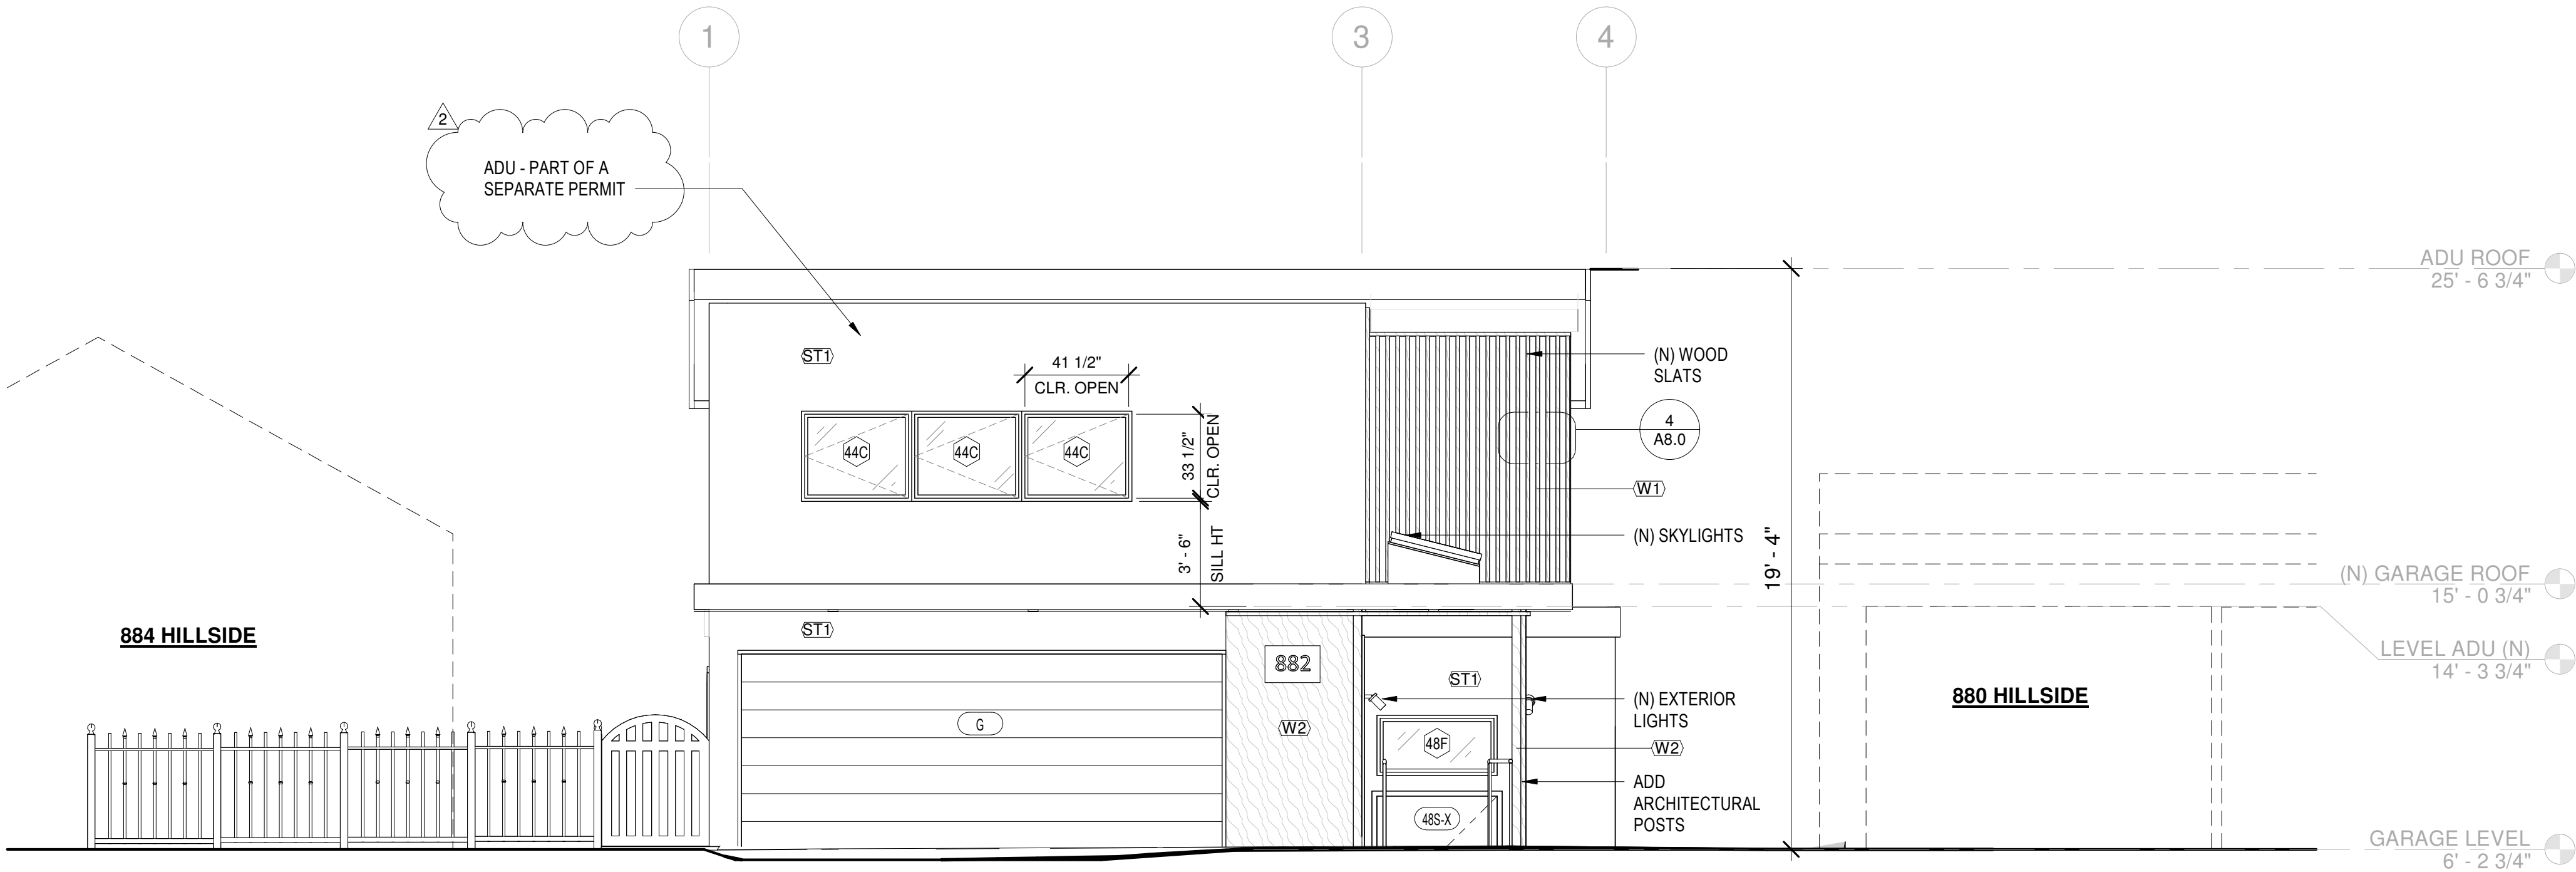 1
3
4
2
ADU - PART OF A
SEPARATE PERMIT
ADU ROOF
25' - 6 3/4"
ST1
41 1/2"
CLR. OPEN
(N) WOOD
SLATS
4
A8.0
44C
44C
44C
33 1/2"
CLR. OPEN
W1
3' - 6"
SILL HT
(N) SKYLIGHTS
19' - 4"
(N) GARAGE ROOF
15' - 0 3/4"
884 HILLSIDE
ST1
882
LEVEL ADU (N)
14' - 3 3/4"
ST1
880 HILLSIDE
(N) EXTERIOR
LIGHTS
G
W2
48F
W2
ADD
ARCHITECTURAL
POSTS
48S-X
GARAGE LEVEL
6' - 2 3/4"